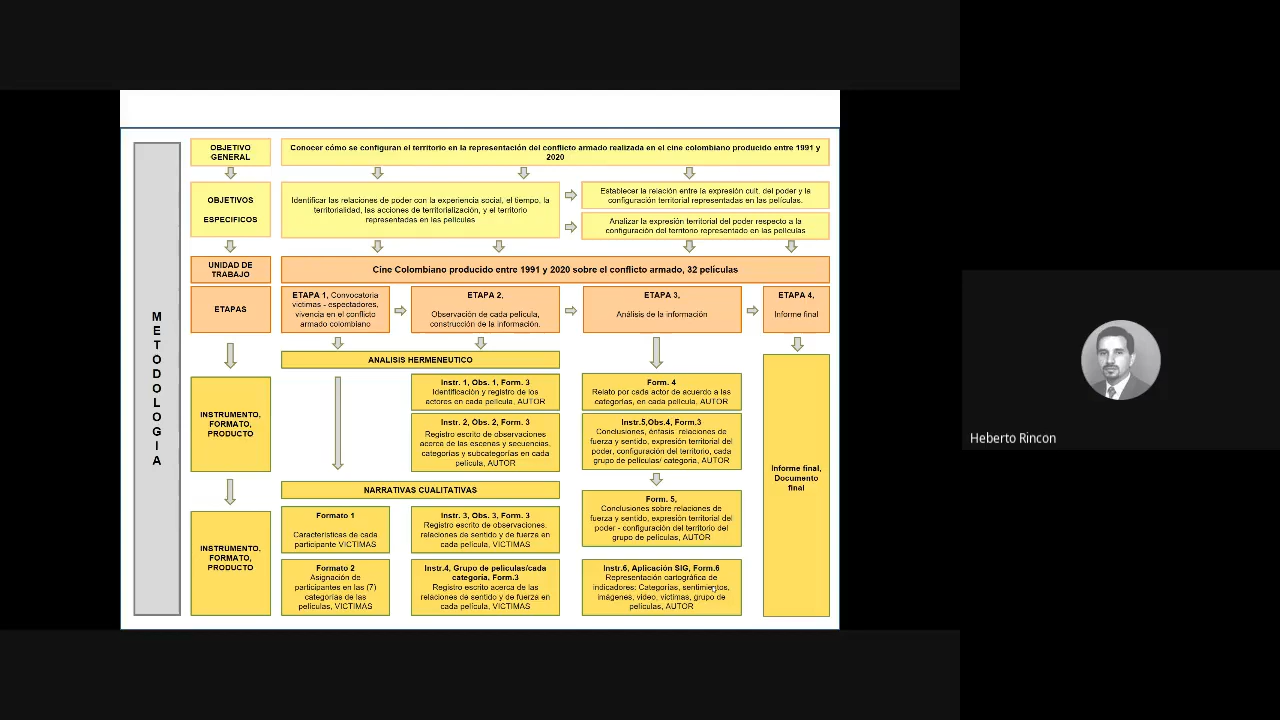 METODOLOGIA
OBJETIVO
GENERAL
Conocer cómo se configuran el territorio en la representación del conflicto armado realizada en el cine colombiano producido entre 1991 y
2020
OBJETIVOS
ESPECIFICOS
Identificar las relaciones de poder con la experiencia social, el tiempo, la
territorialidad, las acciones de territorialización, y el territorio
representadas en las películas
Establecer la relación entre la expresión cult. del poder y la
configuración territorial representadas en las películas.
Analizar la expresión territorial del poder respecto a la
configuración del territorio representado en las películas
UNIDAD DE
TRABAJO
Cine Colombiano producido entre 1991 y 2020 sobre el conflicto armado, 32 películas
ETAPAS
ETAPA 1, Convocatoria
victimas - espectadores,
vivencia en el conflicto
armado colombiano
ETAPA 2,
Observación de cada película,
construcción de la información.
ETAPA 3,
Análisis de la información
ETAPA 4,
Informe final
ANALISIS HERMENEUTICO
INSTRUMENTO,
FORMATO,
PRODUCTO
Instr. 1, Obs. 1, Form. 3
Identificación y registro de los
actores en cada película, AUTOR
Instr. 2, Obs. 2, Form. 3
Registro escrito de observaciones
acerca de las escenas y secuencias,
categorías y subcategorías en cada
película, AUTOR
Form. 4
Relato por cada actor de acuerdo a las
categorías, en cada película. AUTOR
Instr.5,Obs.4, Form.3
Conclusiones, énfasis relaciones de
fuerza y sentido, expresión territorial del
poder, configuración del territorio, cada
grupo de películas/ categoría, AUTOR
Informe final,
Documento
final
NARRATIVAS CUALITATIVAS
INSTRUMENTO,
FORMATO,
PRODUCTO
Formato 1
Características de cada
participante VICTIMAS
Formato 2
Asignación de
participantes en las (7)
categorías de las
películas, VICTIMAS
Instr. 3, Obs. 3, Form. 3
Registro escrito de observaciones,
relaciones de sentido y de fuerza en
cada película, VICTIMAS
Instr.4, Grupo de películas/cada
categoría, Form.3
Registro escrito acerca de las
relaciones de sentido y de fuerza en
cada película, VICTIMAS
Form. 5,
Conclusiones sobre relaciones de
fuerza y sentido, expresión territorial del
poder - configuración del territorio del
grupo de películas, AUTOR
Instr.6, Aplicación SIG, Form.6
Representación cartográfica de
indicadores: Categorías, sentimientos,
imágenes, video, victimas, grupo de
películas, AUTOR
Heberto Rincon